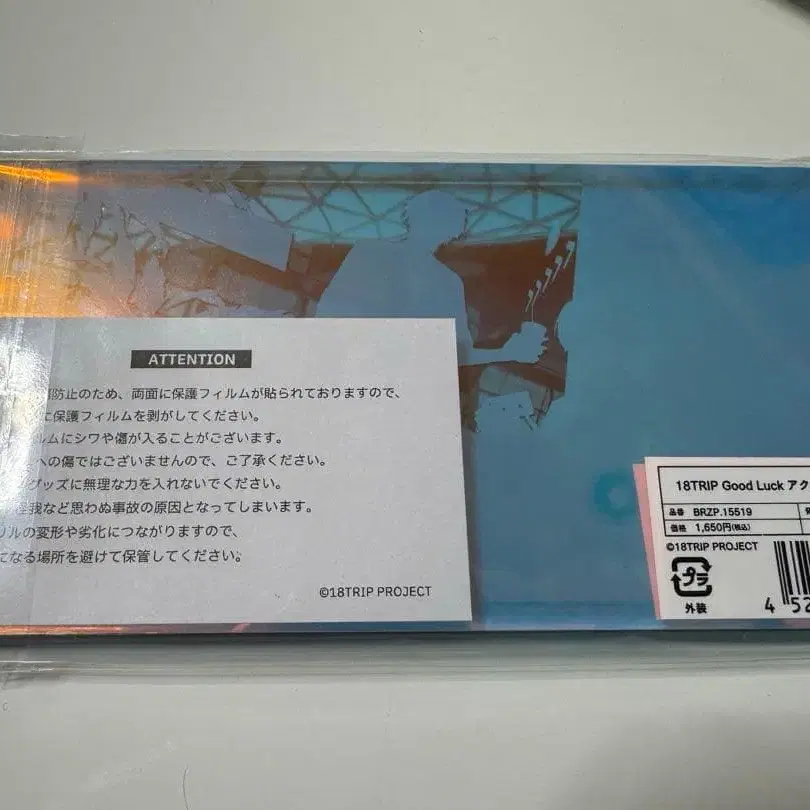 ATTENTION
防止のため、両面に保護フィルムが貼られておりますので、
に保護フィルムを剥がしてください。
ルムにシワや傷が入ることがございます。
への傷ではございませんので、ご了承ください。
グッズに無理な力を入れないでください。
怪我など思わぬ事故の原因となってしまいます。
リルの変形や劣化につながりますので、
になる場所を避けて保管してください。
©18TRIP PROJECT
18TRIP Good Luck アク
品番 BRZP.15519
価格 1,650円(税込)
©18TRIP PROJECT
プラ
外装
4 52